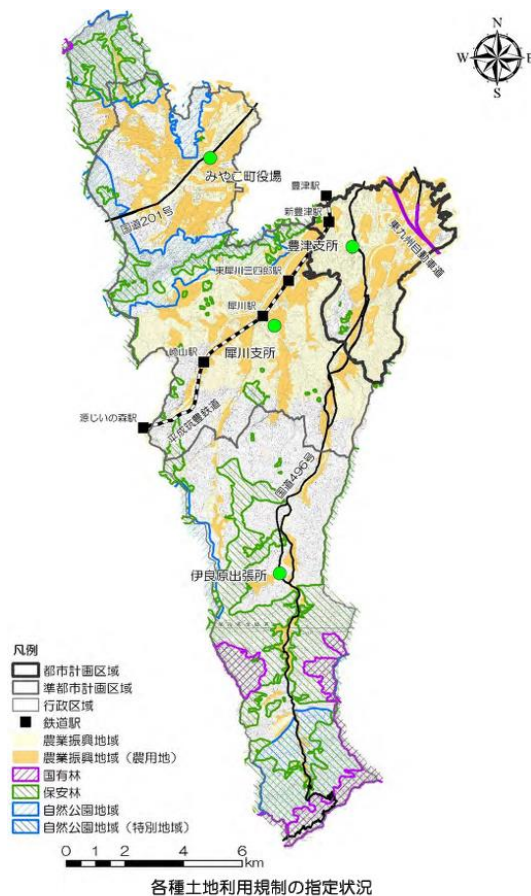 N
W
E
S
みやこ町役場
国道201号
豊津駅
新豊津駅
豊津支所
東九州自動車道
東犀川三四郎駅
犀川駅
犀川支所
崎山駅
源じいの森駅
平成筑豊鉄道
国道496号
伊良原出張所
凡例
都市計画区域
準都市計画区域
行政区域
鉄道駅
農業振興地域
農業振興地域（農用地）
国有林
保安林
自然公園地域
自然公園地域（特別地域）
0 2 4 6
km
各種土地利用規制の指定状況